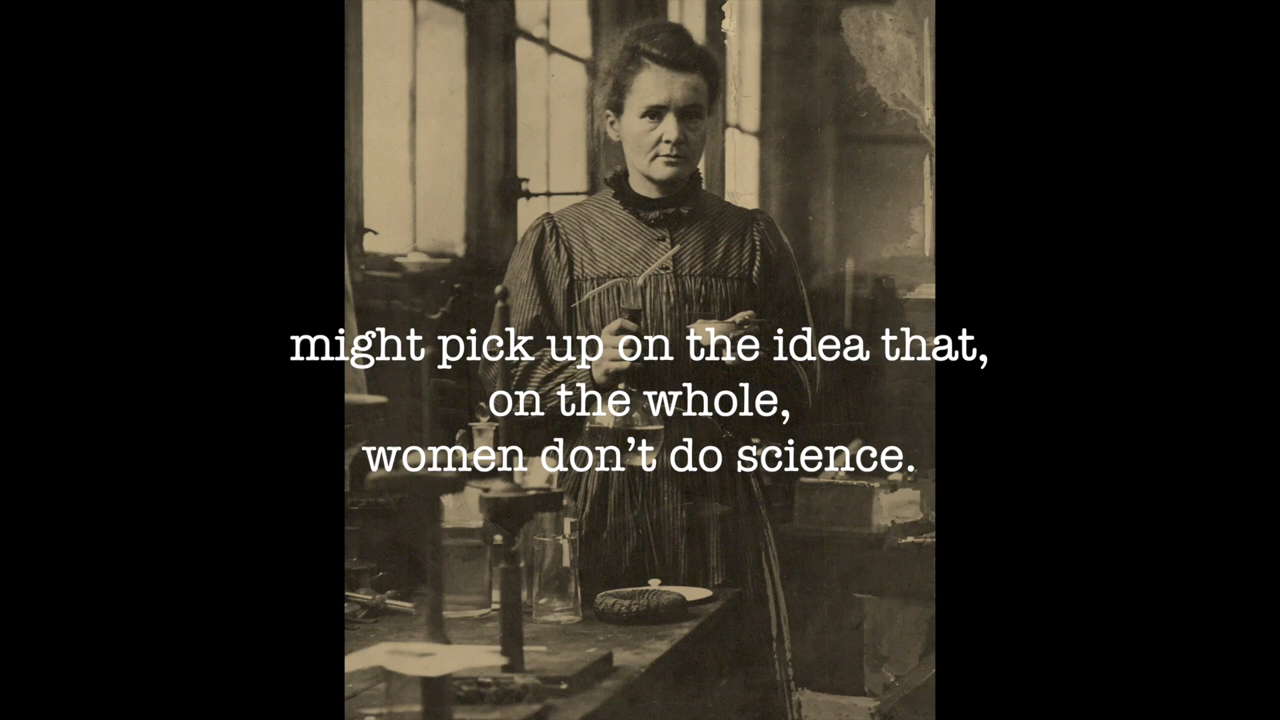 might pick up on the idea that,
on the whole,
women don’t do science.